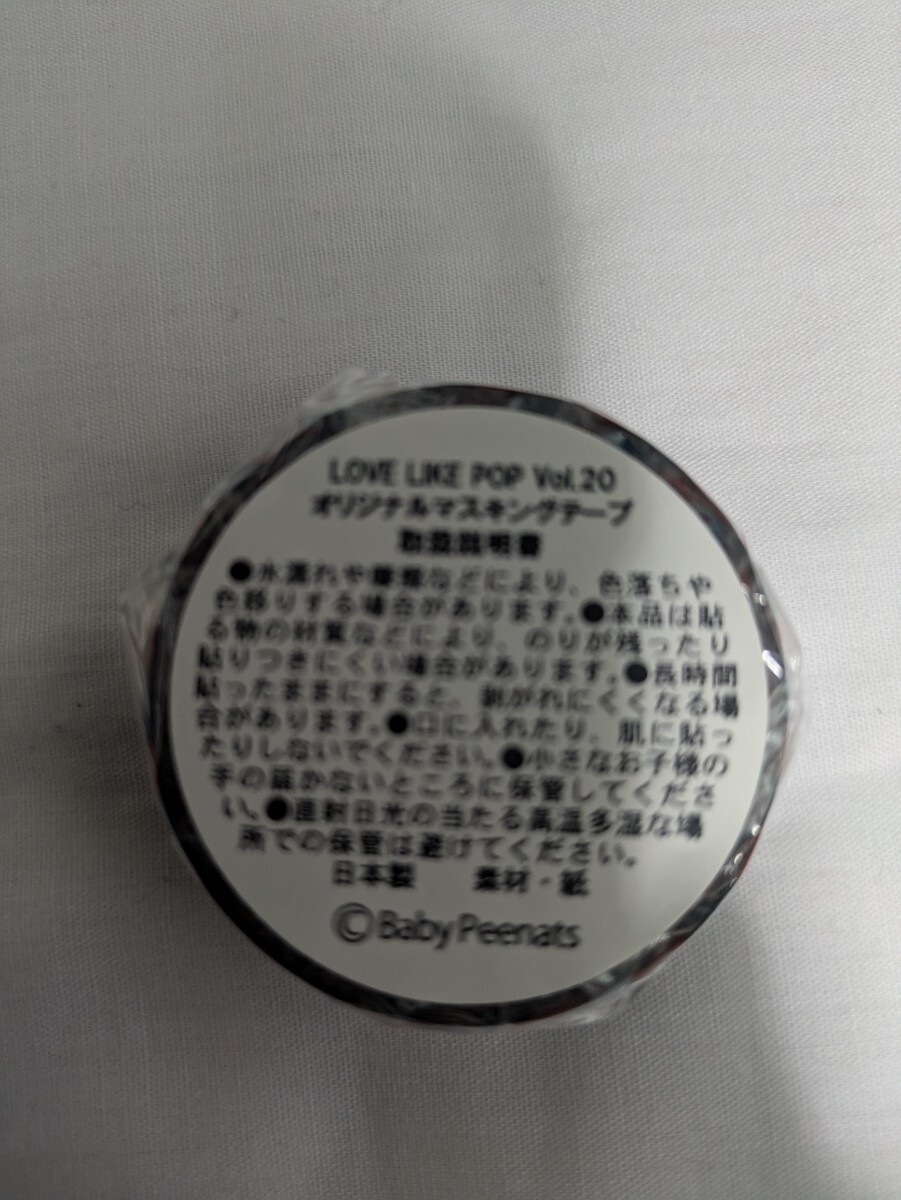 LOVE LIKE POP Vol.20
オリジナルマスキングテープ
取扱説明書
●水濡れや摩擦などにより、色落ちや
色移りする場合があります。●本品は貼
る物の材質などにより、のりが残ったり
貼りつきにくい場合があります。●長時間
貼ったままにすると、剥がれにくくなる場
合があります。●口に入れたり、肌に貼っ
たりしないでください。●小さなお子様の
手の届かないところに保管してくださ
い。●直射日光の当たる高温多湿な場
所での保管は避けてください。
日本製 素材・紙
©Baby Peenats